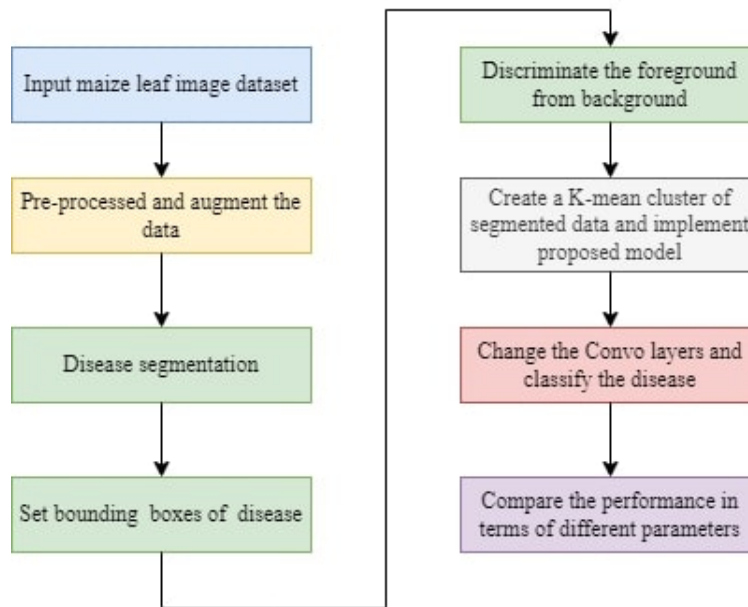 Input maize leaf image dataset
Pre-processed and augment the
data
Disease segmentation
Set bounding boxes of disease
Discriminate the foreground
from background
Create a K-mean cluster of
segmented data and implement
proposed model
Change the Convo layers and
classify the disease
Compare the performance in
terms of different parameters